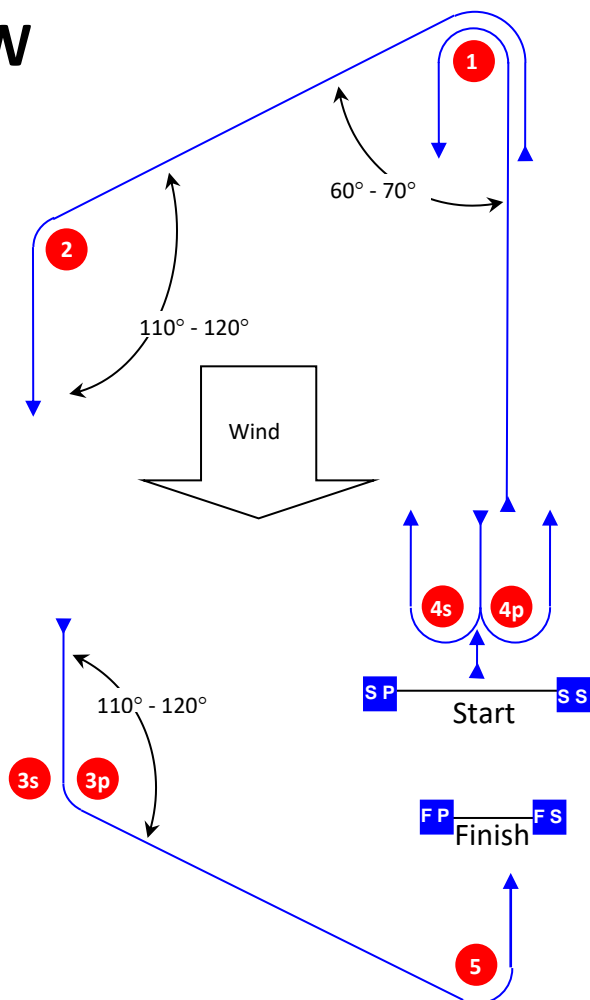 W
1
60° - 70°
2
110° - 120°
Wind
4s 4p
S P S S
Start
110° - 120°
3s 3p
F P F S
Finish
5